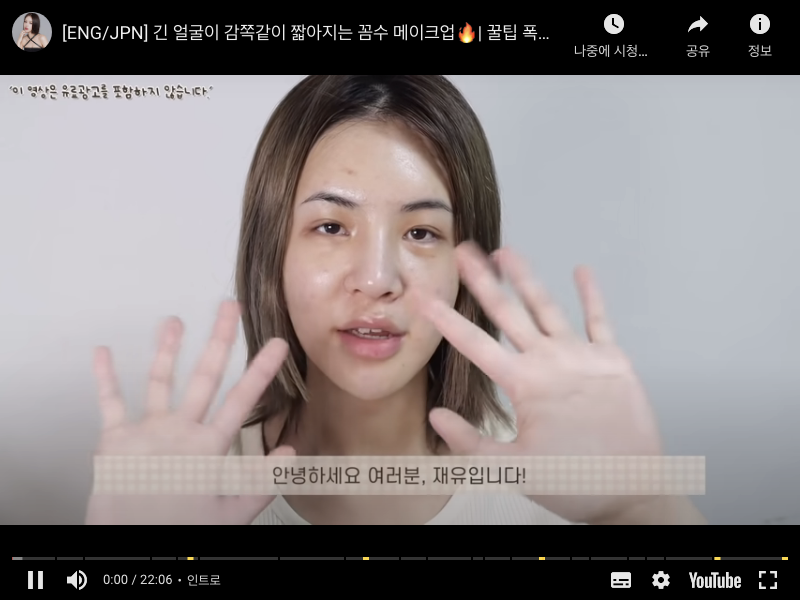 [ENG/JPN] 긴 얼굴이 감쪽같이 짧아지는 꼼수 메이크업🔥| 꿀팁 폭...
나중에 시청...
공유
정보
"이 영상은 유료광고를 포함하지 않습니다."
안녕하세요 여러분, 재유입니다!
0:00 / 22:06 • 인트로
YouTube